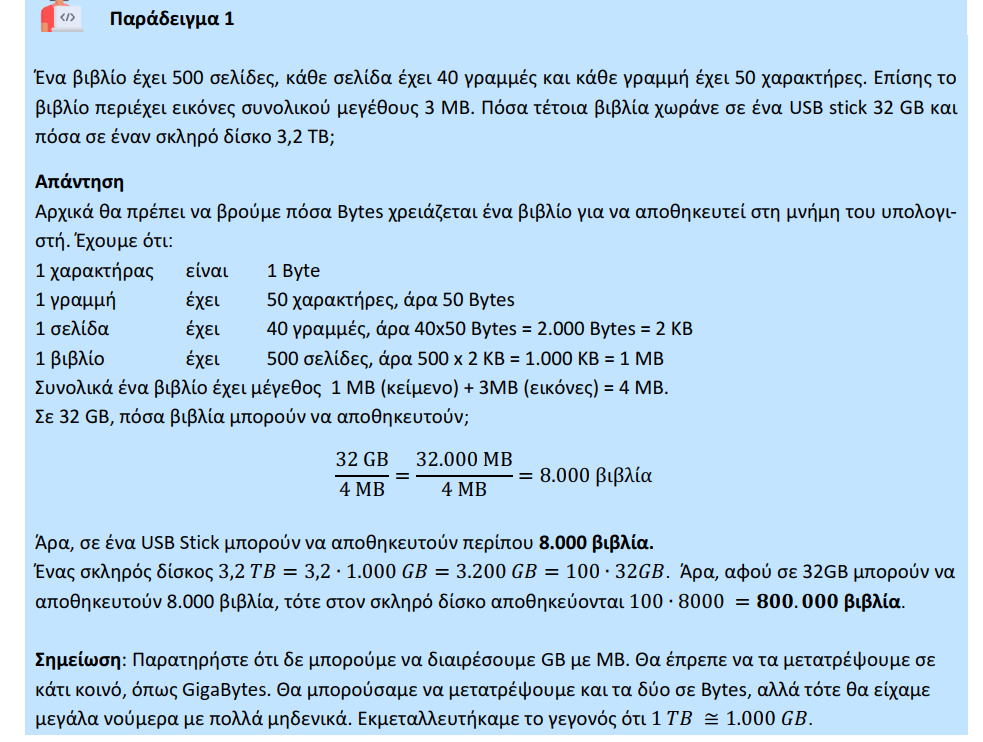 </>
Παράδειγμα 1
Ένα βιβλίο έχει 500 σελίδες, κάθε σελίδα έχει 40 γραμμές και κάθε γραμμή έχει 50 χαρακτήρες. Επίσης το
βιβλίο περιέχει εικόνες συνολικού μεγέθους 3 MB. Πόσα τέτοια βιβλία χωράνε σε ένα USB stick 32 GB και
πόσα σε έναν σκληρό δίσκο 3,2 TB;
Απάντηση
Αρχικά θα πρέπει να βρούμε πόσα Bytes χρειάζεται ένα βιβλίο για να αποθηκευτεί στη μνήμη του υπολογι-
στή. Έχουμε ότι:
1 χαρακτήρας είναι 1 Byte
1 γραμμή έχει 50 χαρακτήρες, άρα 50 Bytes
1 σελίδα έχει 40 γραμμές, άρα 40x50 Bytes = 2.000 Bytes = 2 KB
1 βιβλίο έχει 500 σελίδες, άρα 500 x 2 KB = 1.000 KB = 1 MB
Συνολικά ένα βιβλίο έχει μέγεθος 1 MB (κείμενο) + 3MB (εικόνες) = 4 MB.
Σε 32 GB, πόσα βιβλία μπορούν να αποθηκευτούν;
32 GB / 4 MB = 32.000 MB / 4 MB = 8.000 βιβλία
Άρα, σε ένα USB Stick μπορούν να αποθηκευτούν περίπου 8.000 βιβλία.
Ένας σκληρός δίσκος 3,2 TB = 3,2 · 1.000 GB = 3.200 GB = 100 · 32GB. Άρα, αφού σε 32GB μπορούν να
αποθηκευτούν 8.000 βιβλία, τότε στον σκληρό δίσκο αποθηκεύονται 100 · 8000 = 800.000 βιβλία.
Σημείωση: Παρατηρήστε ότι δε μπορούμε να διαιρέσουμε GB με MB. Θα έπρεπε να τα μετατρέψουμε σε
κάτι κοινό, όπως GigaBytes. Θα μπορούσαμε να μετατρέψουμε και τα δύο σε Bytes, αλλά τότε θα είχαμε
μεγάλα νούμερα με πολλά μηδενικά. Εκμεταλλευτήκαμε το γεγονός ότι 1 TB ≅ 1.000 GB.